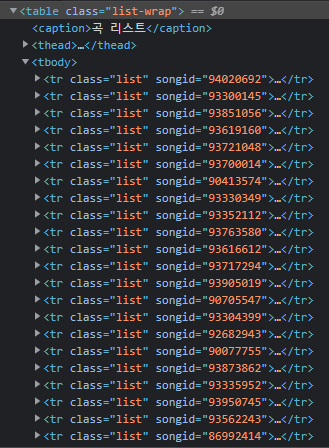 ▼<table class="list-wrap"> == $0
<caption>곡 리스트</caption>
▶<thead>…</thead>
▼<tbody>
▶<tr class="list" songid="94020692">…</tr>
▶<tr class="list" songid="93300145">…</tr>
▶<tr class="list" songid="93851056">…</tr>
▶<tr class="list" songid="93619160">…</tr>
▶<tr class="list" songid="93721048">…</tr>
▶<tr class="list" songid="93700014">…</tr>
▶<tr class="list" songid="90413574">…</tr>
▶<tr class="list" songid="93330349">…</tr>
▶<tr class="list" songid="93352112">…</tr>
▶<tr class="list" songid="93763580">…</tr>
▶<tr class="list" songid="93616612">…</tr>
▶<tr class="list" songid="93717294">…</tr>
▶<tr class="list" songid="93905019">…</tr>
▶<tr class="list" songid="90705547">…</tr>
▶<tr class="list" songid="93304399">…</tr>
▶<tr class="list" songid="92682943">…</tr>
▶<tr class="list" songid="90077755">…</tr>
▶<tr class="list" songid="93873862">…</tr>
▶<tr class="list" songid="93335952">…</tr>
▶<tr class="list" songid="93950745">…</tr>
▶<tr class="list" songid="93562243">…</tr>
▶<tr class="list" songid="86992414">…</tr>